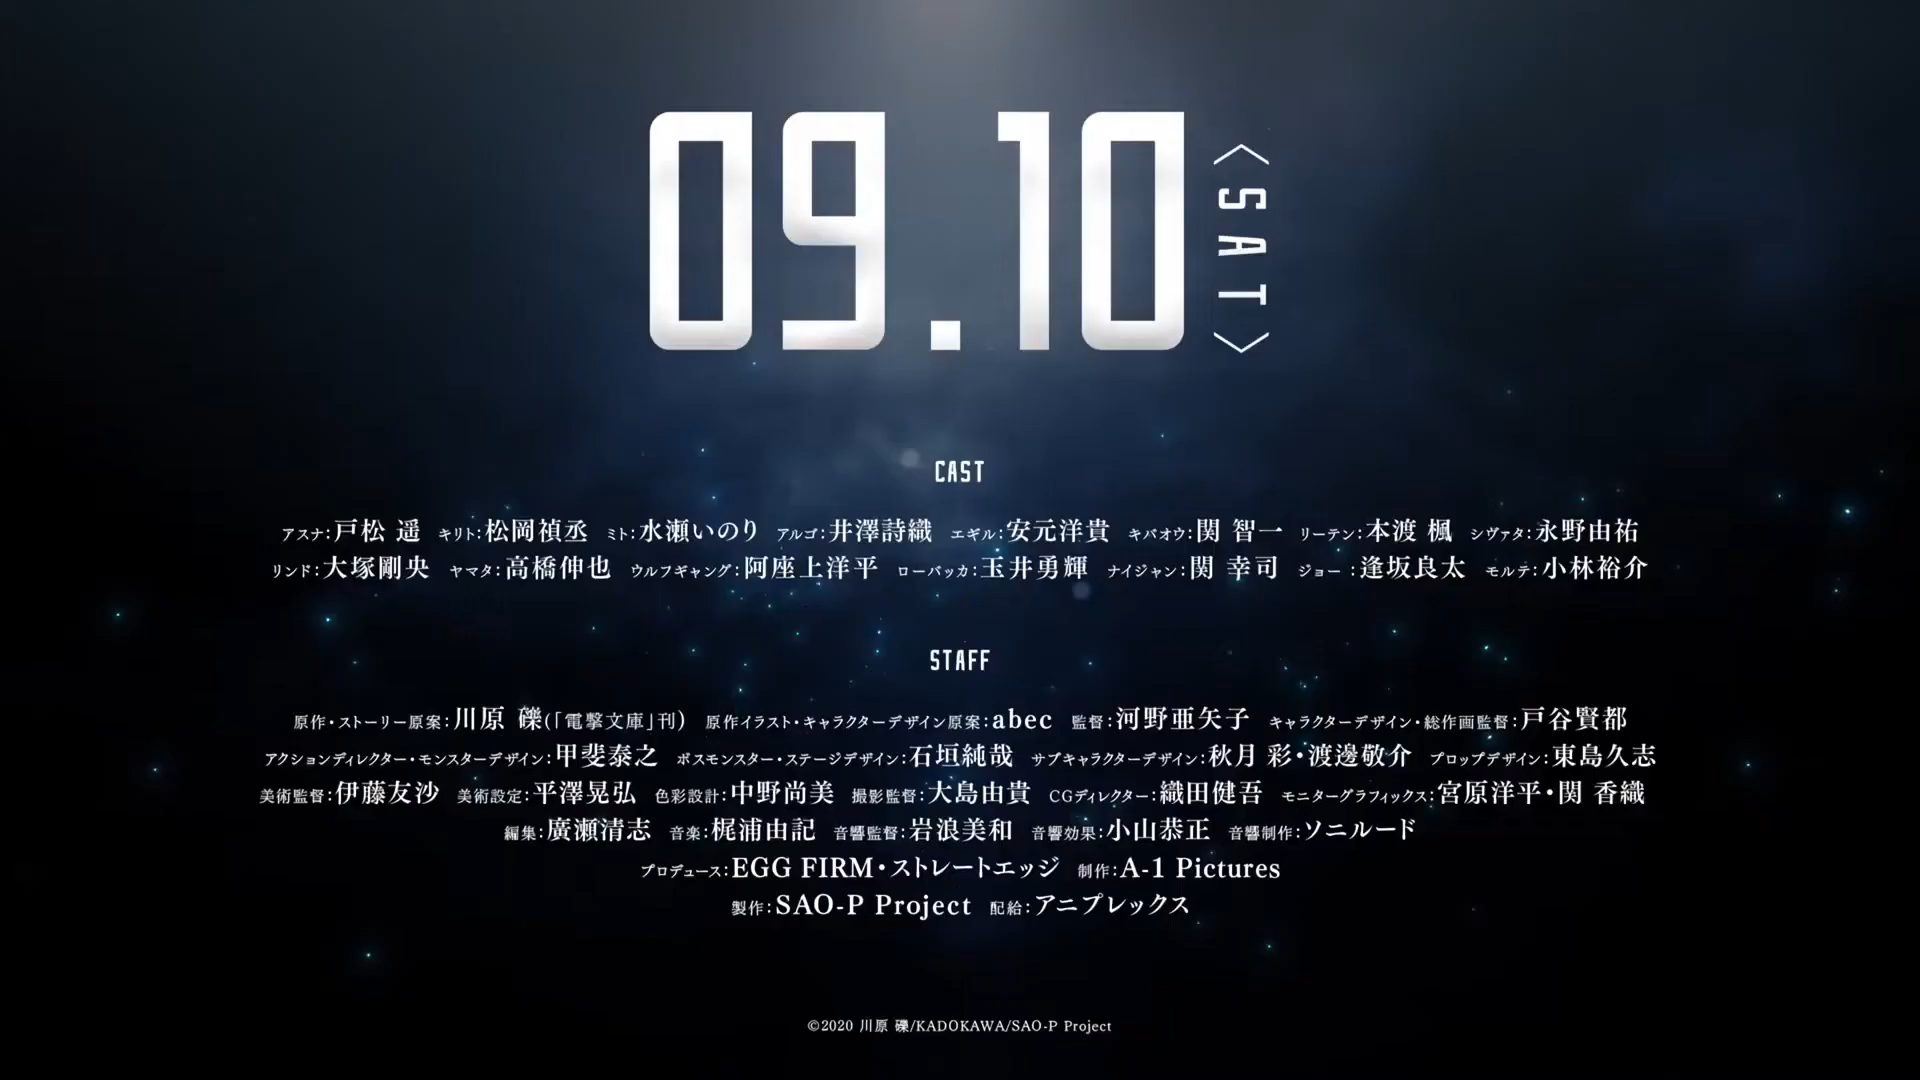 09.10
〈SAT〉
CAST
アスナ:戸松 遥 キリト:松岡禎丞 ミト:水瀬いのり アルゴ:井澤詩織 エギル:安元洋貴 キバオウ:関 智一 リーテン:本渡 楓 シヴァタ:永野由祐
リンド:大塚剛央 ヤマタ:高橋伸也 ウルフギャング:阿座上洋平 ローバッカ:玉井勇輝 ナイジャン:関 幸司 ジョー:逢坂良太 モルテ:小林裕介
STAFF
原作・ストーリー原案:川原 礫(「電撃文庫」刊) 原作イラスト・キャラクターデザイン原案:abec 監督:河野亜矢子 キャラクターデザイン・総作画監督:戸谷賢都
アクションディレクター・モンスターデザイン:甲斐泰之 ボスモンスター・ステージデザイン:石垣純哉 サブキャラクターデザイン:秋月 彩・渡邊敬介 プロップデザイン:東島久志
美術監督:伊藤友沙 美術設定:平澤晃弘 色彩設計:中野尚美 撮影監督:大島由貴 CGディレクター:織田健吾 モニターグラフィックス:宮原洋平・関 香織
編集:廣瀬清志 音楽:梶浦由記 音響監督:岩浪美和 音響効果:小山恭正 音響制作:ソニルード
プロデュース:EGG FIRM・ストレートエッジ 制作:A-1 Pictures
製作:SAO-P Project 配給:アニプレックス
©2020 川原 礫/KADOKAWA/SAO-P Project